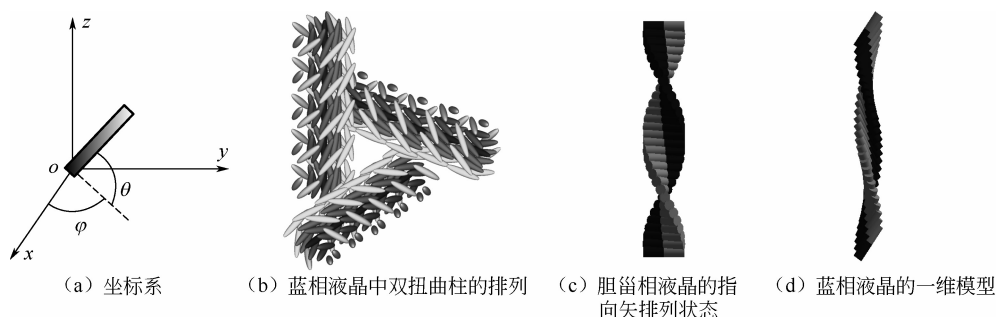 z
y
o
θ
φ
x
（a）坐标系
（b）蓝相液晶中双扭曲柱的排列
（c）胆甾相液晶的指
向矢排列状态
（d）蓝相液晶的一维模型